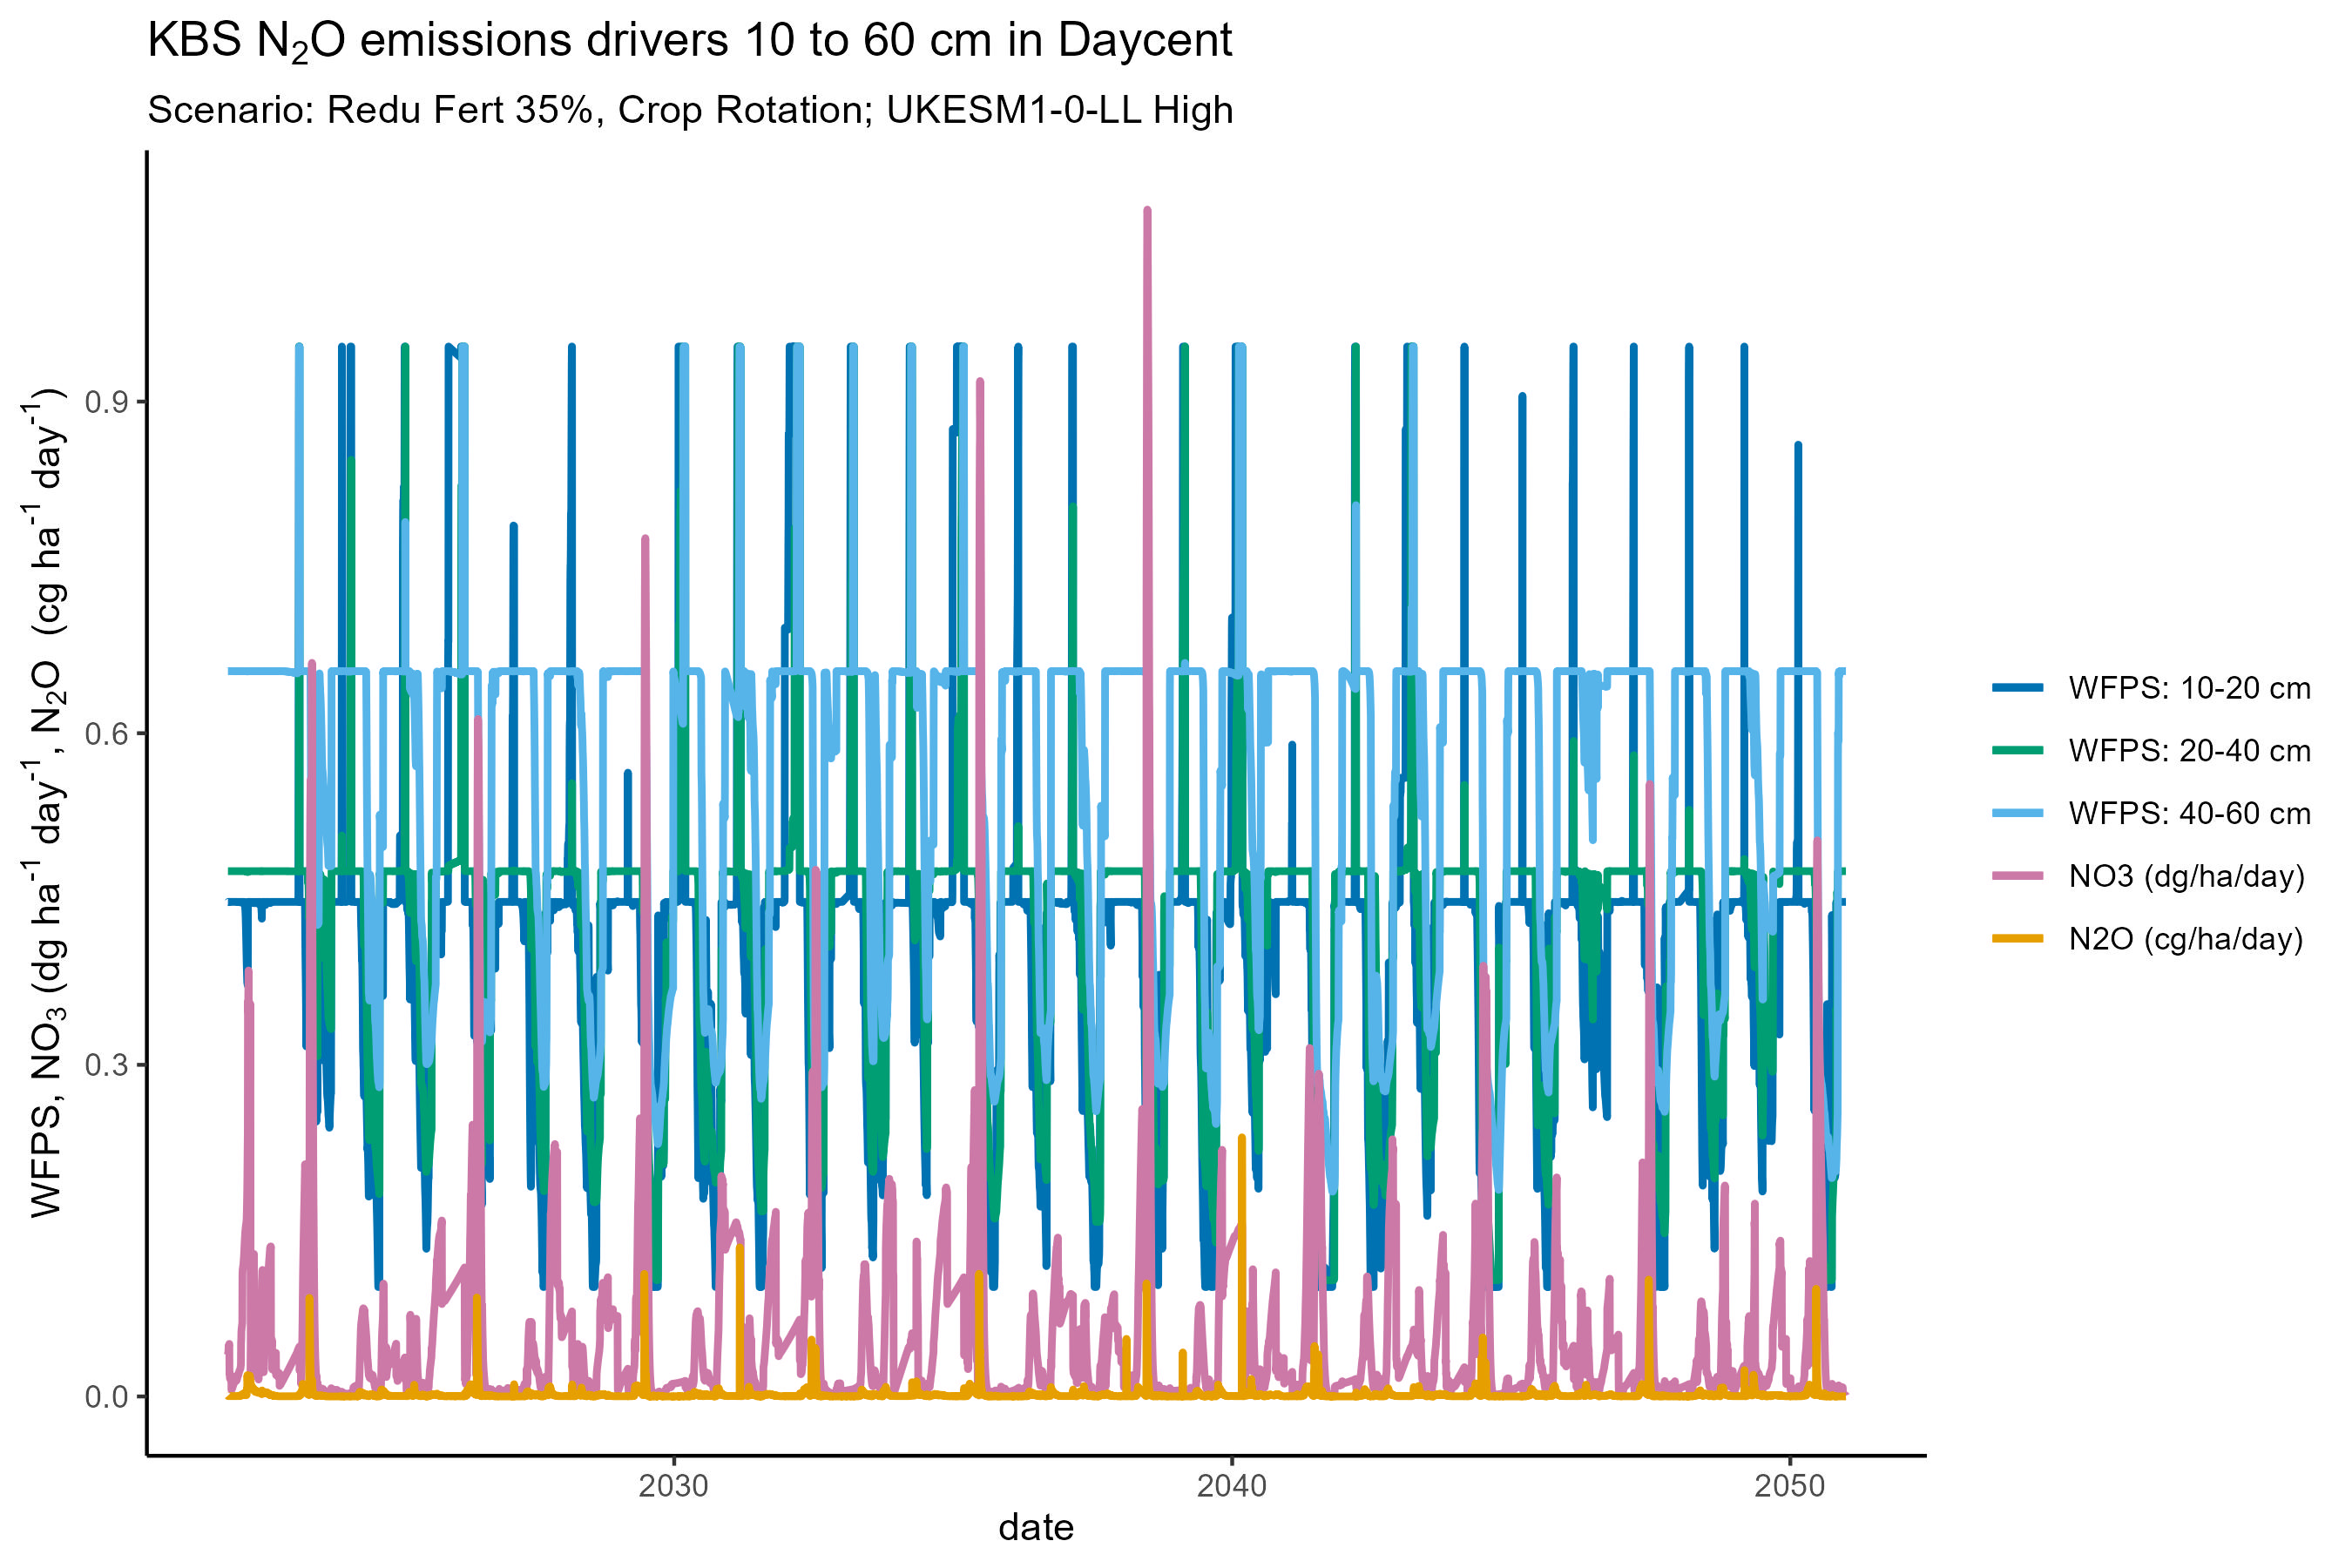 KBS N₂O emissions drivers 10 to 60 cm in Daycent
Scenario: Redu Fert 35%, Crop Rotation; UKESM1-0-LL High
WFPS, NO₃ (dg ha⁻¹ day⁻¹, N₂O (cg ha⁻¹ day⁻¹)
0.9
0.6
0.3
0.0
2030
2040
2050
date
WFPS: 10-20 cm
WFPS: 20-40 cm
WFPS: 40-60 cm
NO3 (dg/ha/day)
N2O (cg/ha/day)